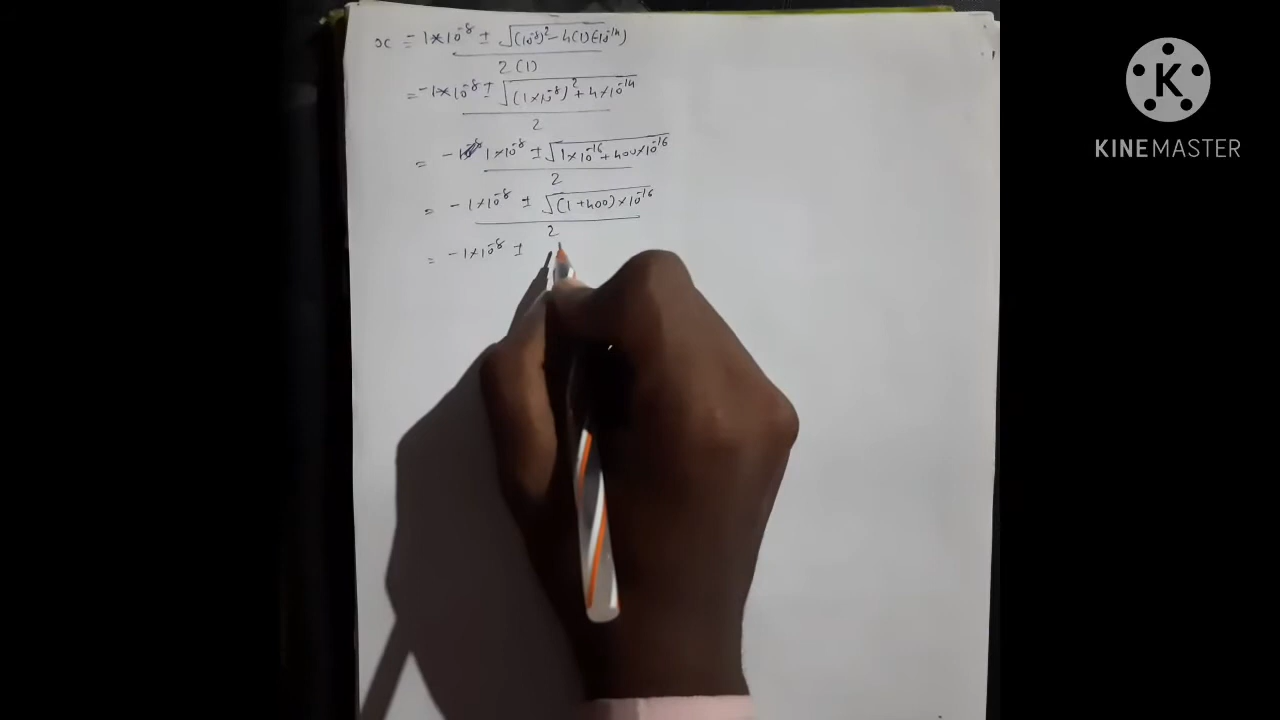 x = -1×10⁻⁸ ± √(10⁻⁸)² - 4(1)(-10⁻¹⁴)
2(1)
= -1×10⁻⁸ ± √(1×10⁻⁸)² + 4×10⁻¹⁴
2
= - 1×10⁻⁸ ± √1×10⁻¹⁶ + 400×10⁻¹⁶
2
= -1×10⁻⁸ ± √(1+400)×10⁻¹⁶
2
= -1×10⁻⁸ ±
K
KINEMASTER